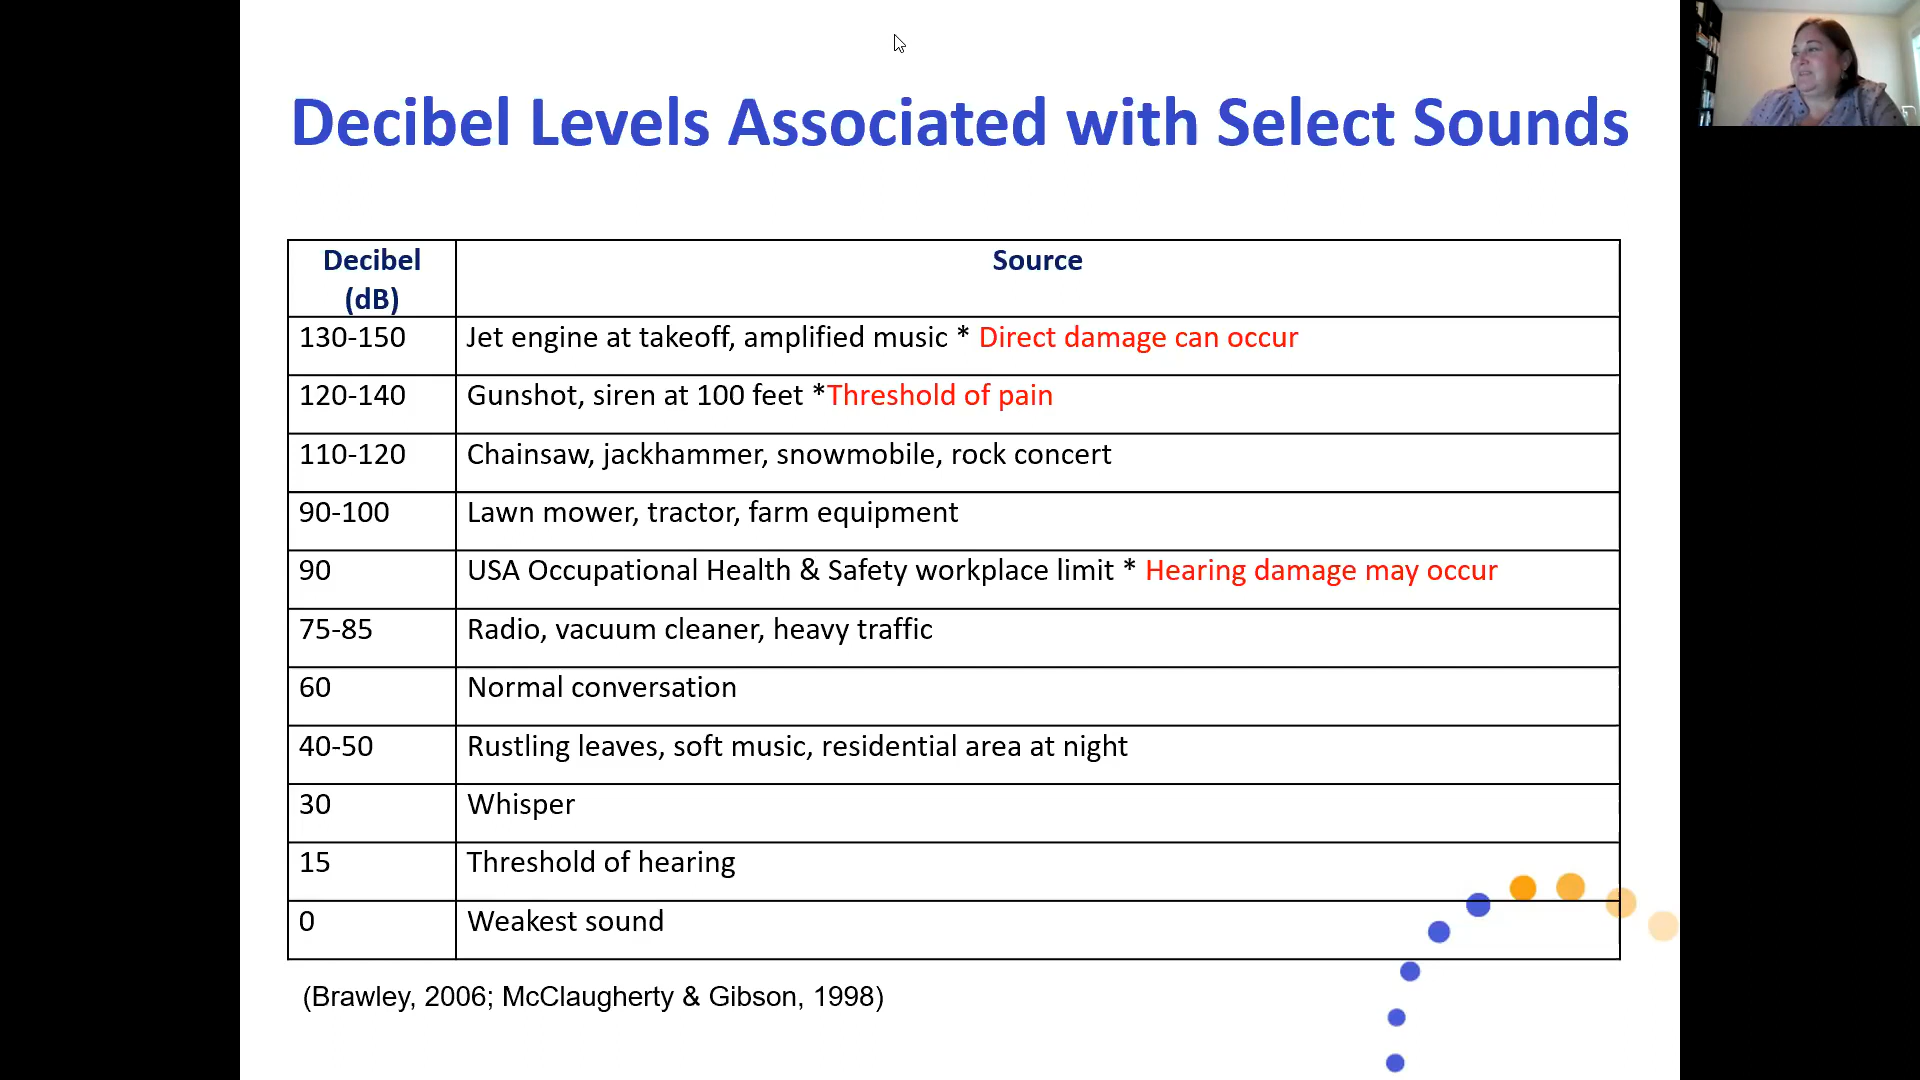 Decibel Levels Associated with Select Sounds
Decibel (dB)
Source
130-150
Jet engine at takeoff, amplified music * Direct damage can occur
120-140
Gunshot, siren at 100 feet *Threshold of pain
110-120
Chainsaw, jackhammer, snowmobile, rock concert
90-100
Lawn mower, tractor, farm equipment
90
USA Occupational Health & Safety workplace limit * Hearing damage may occur
75-85
Radio, vacuum cleaner, heavy traffic
60
Normal conversation
40-50
Rustling leaves, soft music, residential area at night
30
Whisper
15
Threshold of hearing
0
Weakest sound
(Brawley, 2006; McClaugherty & Gibson, 1998)